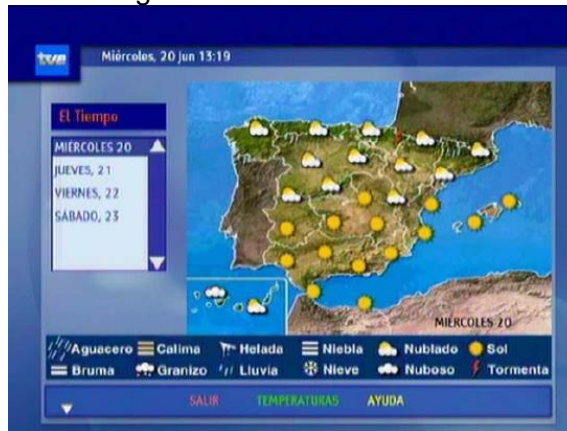 tve
Miércoles, 20 Jun 13:19
El Tiempo
MIÉRCOLES 20
JUEVES, 21
VIERNES, 22
SÁBADO, 23
MIERCOLES 20
Aguacero Calima Helada Niebla Nublado Sol
Bruma Granizo Lluvia Nieve Nuboso Tormenta
SALIR TEMPERATURAS AYUDA